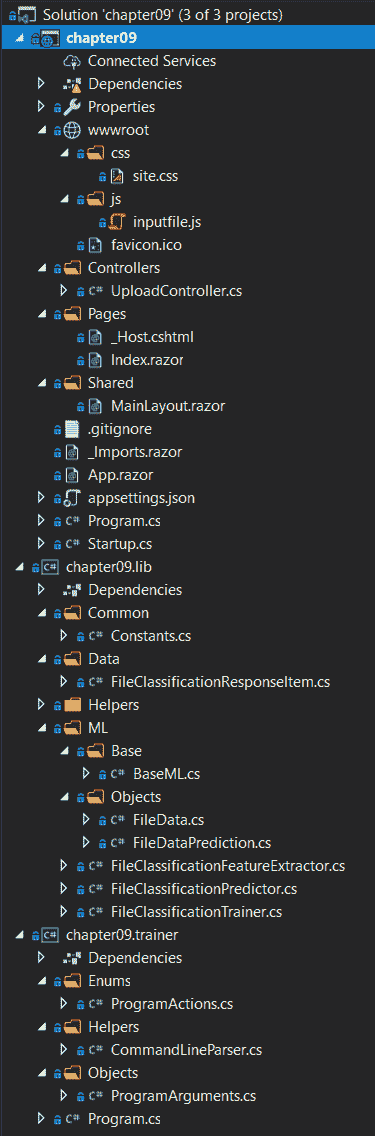 Solution 'chapter09' (3 of 3 projects)
chapter09
Connected Services
Dependencies
Properties
wwwroot
css
site.css
js
inputfile.js
favicon.ico
Controllers
C# UploadController.cs
Pages
_Host.cshtml
Index.razor
Shared
MainLayout.razor
.gitignore
_Imports.razor
App.razor
appsettings.json
C# Program.cs
C# Startup.cs
C# chapter09.lib
Dependencies
Common
C# Constants.cs
Data
C# FileClassificationResponseItem.cs
Helpers
ML
Base
C# BaseML.cs
Objects
C# FileData.cs
C# FileDataPrediction.cs
C# FileClassificationFeatureExtractor.cs
C# FileClassificationPredictor.cs
C# FileClassificationTrainer.cs
C# chapter09.trainer
Dependencies
Enums
C# ProgramActions.cs
Helpers
C# CommandLineParser.cs
Objects
C# ProgramArguments.cs
C# Program.cs